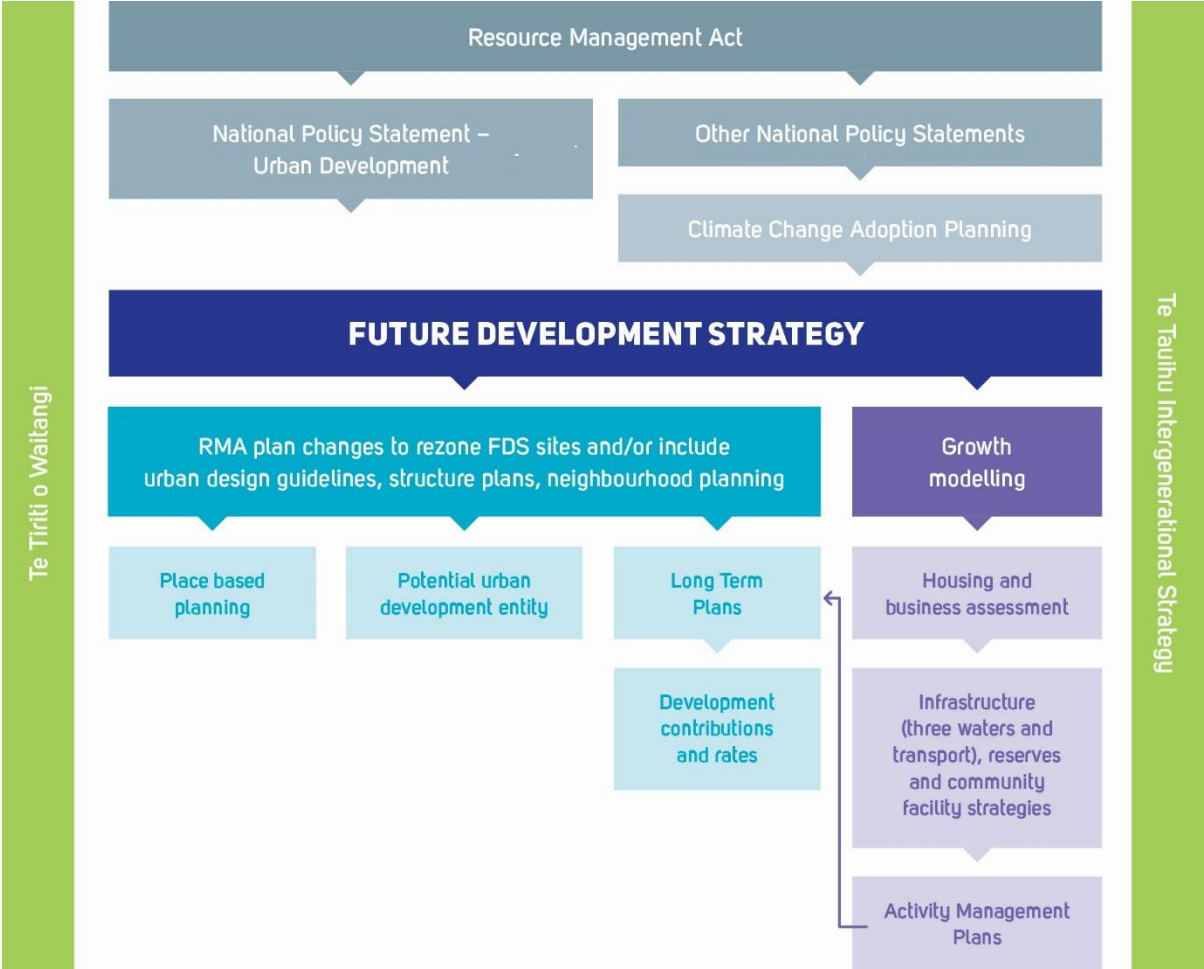 Resource Management Act
National Policy Statement –
Urban Development
Other National Policy Statements
Climate Change Adoption Planning
FUTURE DEVELOPMENT STRATEGY
RMA plan changes to rezone FDS sites and/or include
urban design guidelines, structure plans, neighbourhood planning
Growth
modelling
Place based
planning
Potential urban
development entity
Long Term
Plans
Housing and
business assessment
Development
contributions
and rates
Infrastructure
(three waters and
transport), reserves
and community
facility strategies
Activity Management
Plans
Te Tiriti o Waitangi
Te Tauihu Intergenerational Strategy